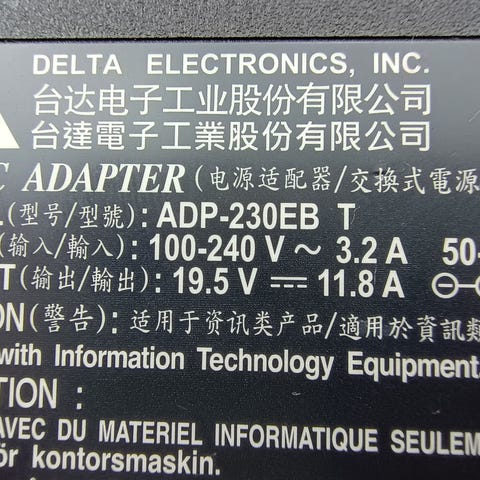 DELTA ELECTRONICS, INC.
台达电子工业股份有限公司
台達電子工業股份有限公司
C ADAPTER (电源适配器/交換式電源
L (型号/型號): ADP-230EB T
(输入/輸入): 100-240 V ~ 3.2 A 50-
T (输出/輸出): 19.5 V ⎓ 11.8 A
ON (警告): 适用于资讯类产品/適用於資訊類
with Information Technology Equipment
TION :
AVEC DU MATERIEL INFORMATIQUE SEULEM
ör kontorsmaskin.